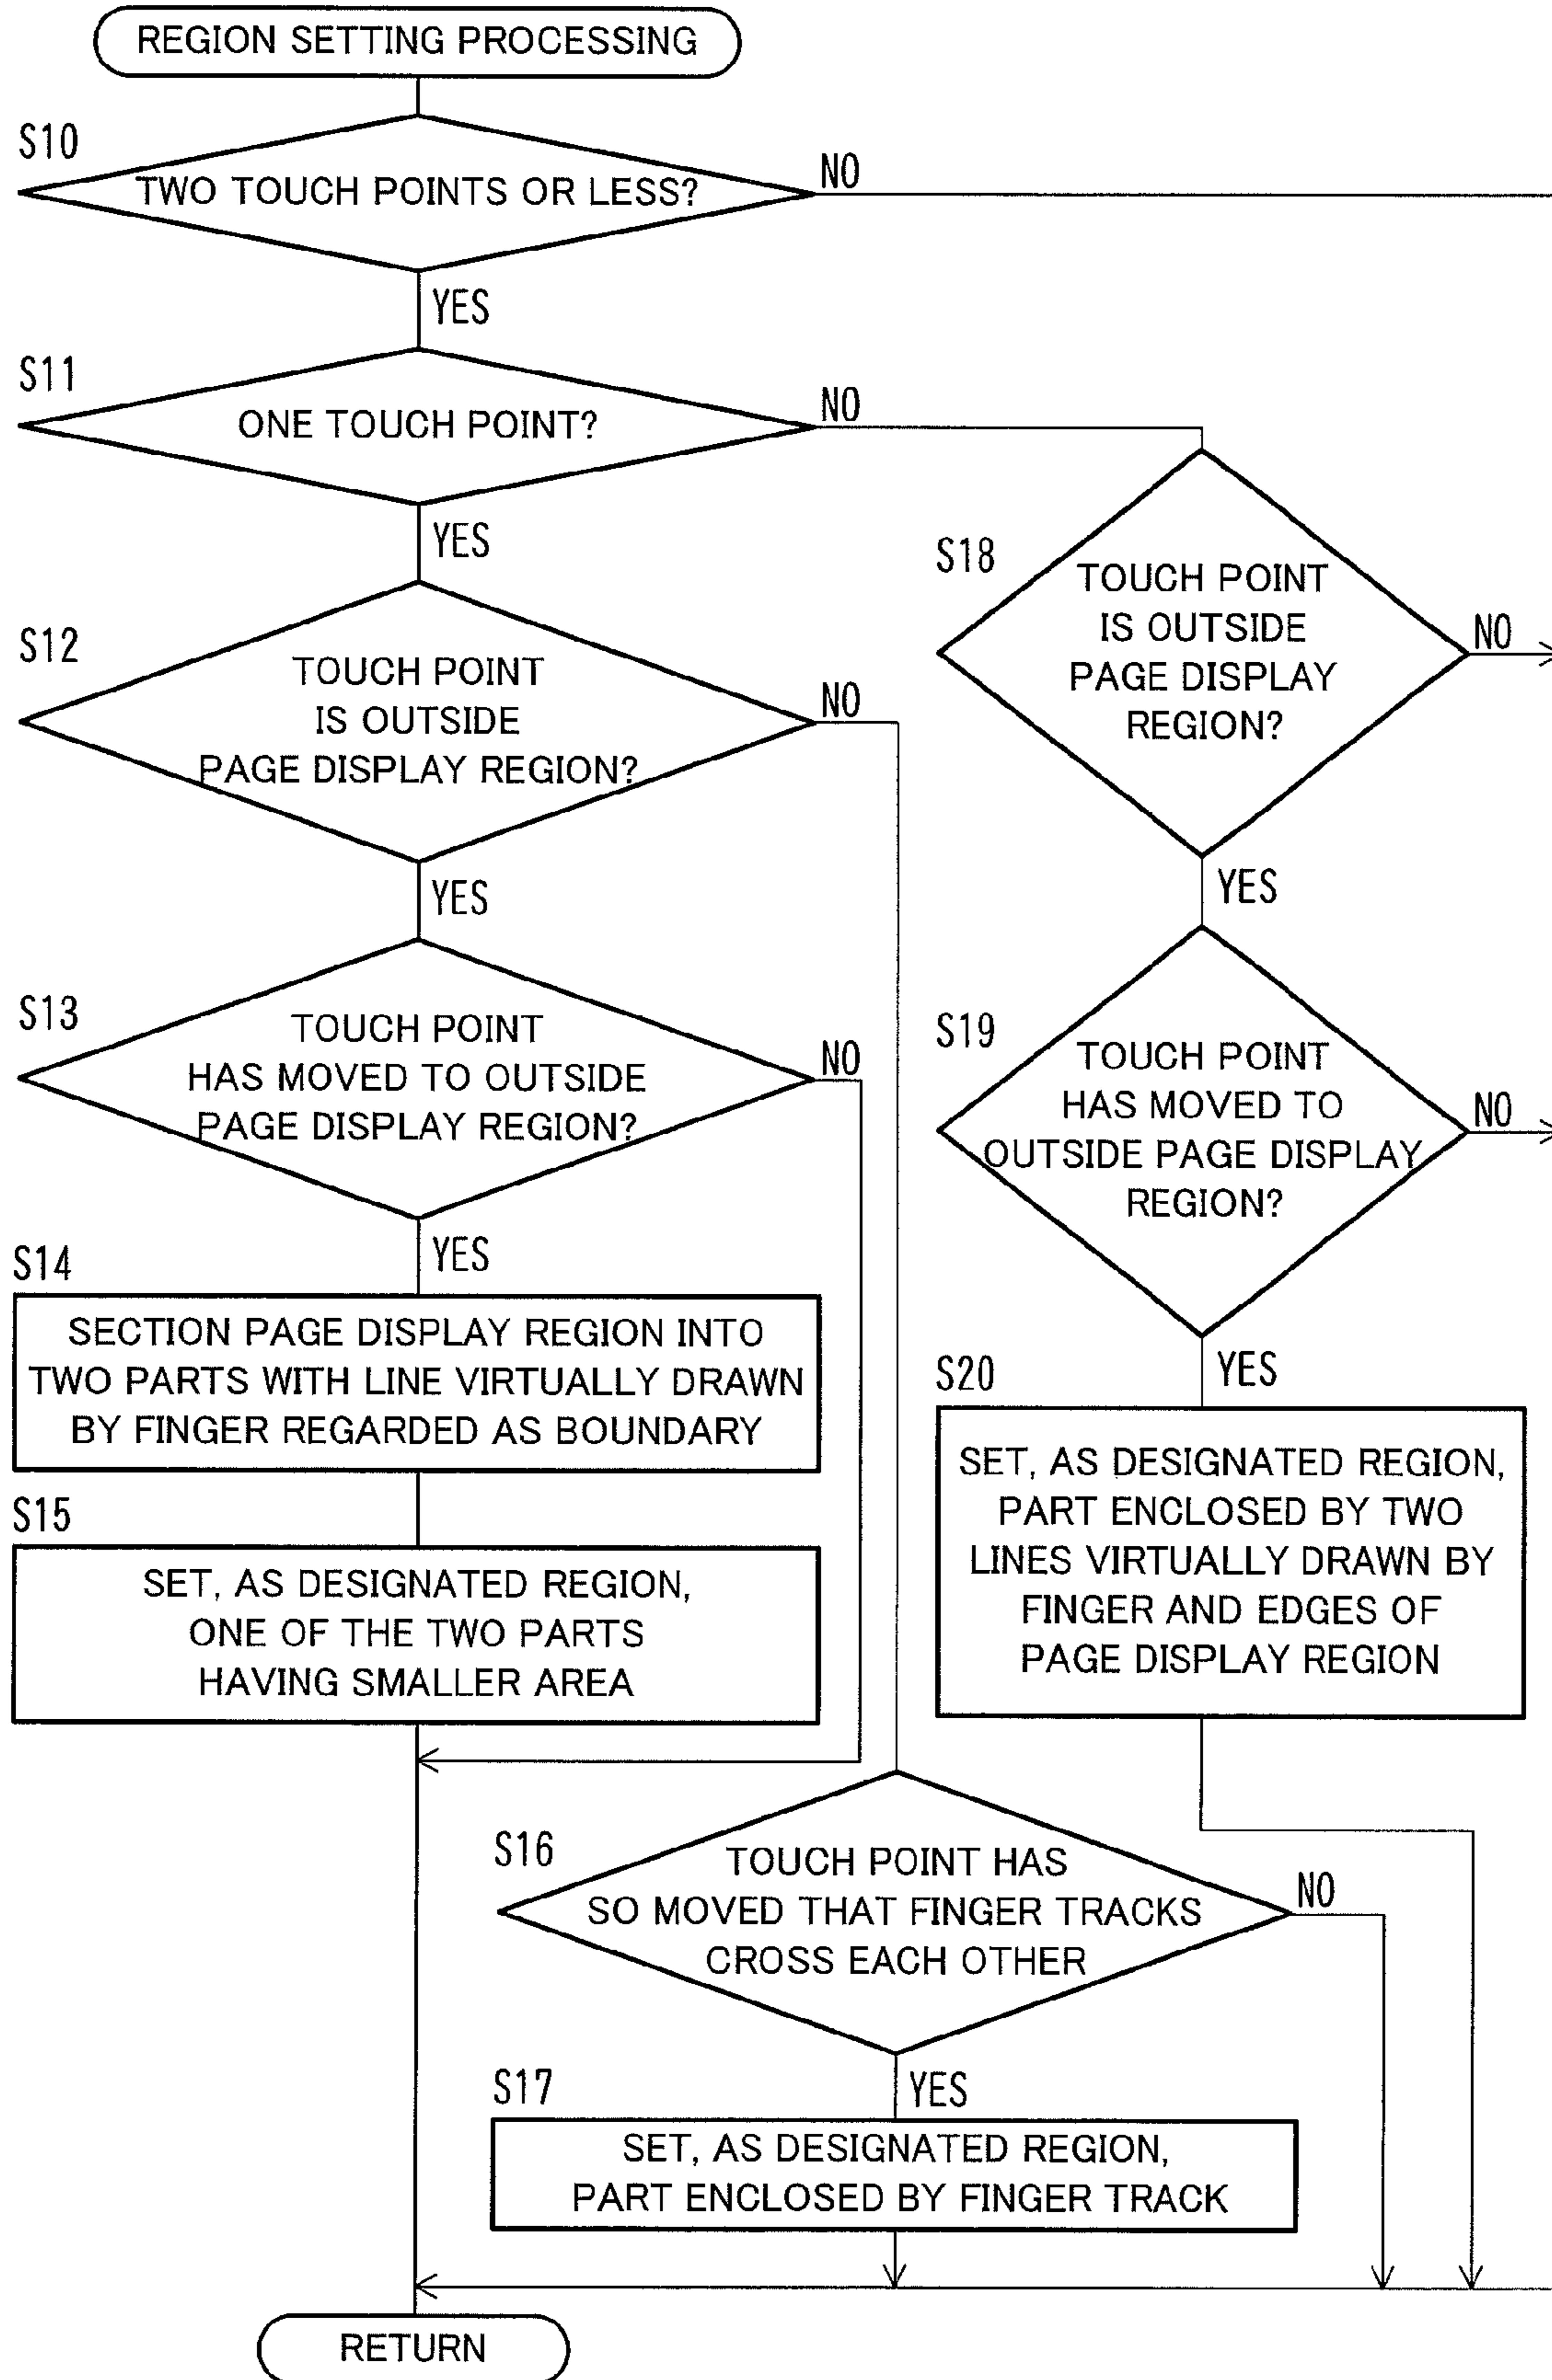 REGION SETTING PROCESSING
S10
TWO TOUCH POINTS OR LESS?
NO
YES
S11
ONE TOUCH POINT?
NO
YES
S12
TOUCH POINT
IS OUTSIDE
PAGE DISPLAY REGION?
NO
YES
S13
TOUCH POINT
HAS MOVED TO OUTSIDE
PAGE DISPLAY REGION?
NO
YES
S14
SECTION PAGE DISPLAY REGION INTO
TWO PARTS WITH LINE VIRTUALLY DRAWN
BY FINGER REGARDED AS BOUNDARY
S15
SET, AS DESIGNATED REGION,
ONE OF THE TWO PARTS
HAVING SMALLER AREA
S16
TOUCH POINT HAS
SO MOVED THAT FINGER TRACKS
CROSS EACH OTHER
NO
YES
S17
SET, AS DESIGNATED REGION,
PART ENCLOSED BY FINGER TRACK
S18
TOUCH POINT
IS OUTSIDE
PAGE DISPLAY
REGION?
NO
YES
S19
TOUCH POINT
HAS MOVED TO
OUTSIDE PAGE DISPLAY
REGION?
NO
YES
S20
SET, AS DESIGNATED REGION,
PART ENCLOSED BY TWO
LINES VIRTUALLY DRAWN BY
FINGER AND EDGES OF
PAGE DISPLAY REGION
RETURN